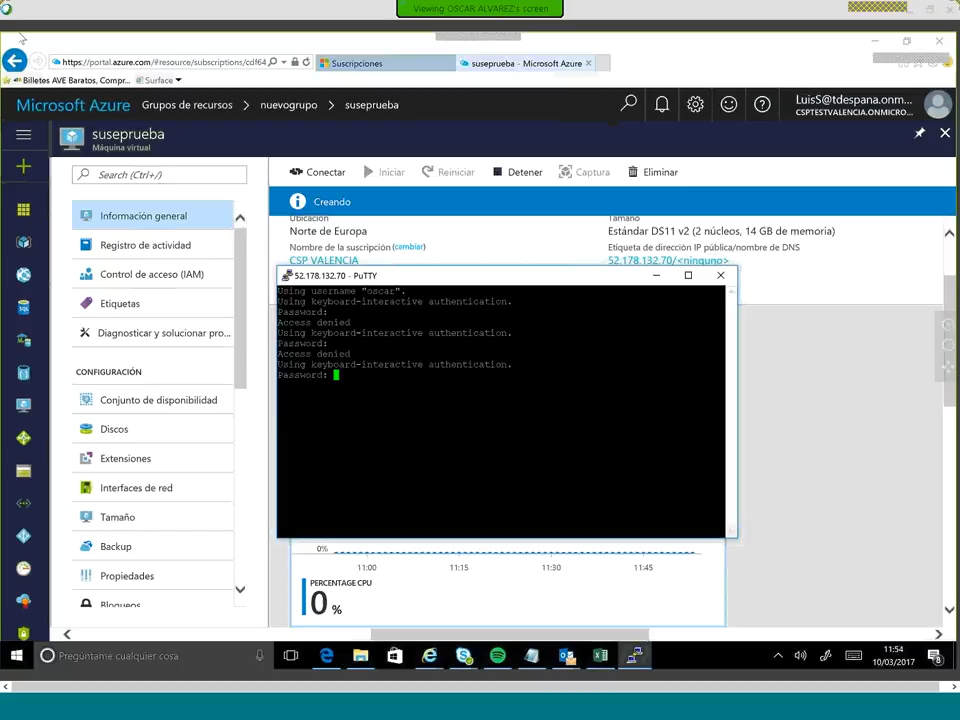 Viewing OSCAR ALVAREZ's screen
https://portal.azure.com/#resource/subscriptions/cdf64
Suscripciones
suseprueba - Microsoft Azure
Billetes AVE Baratos, Compr...
Surface
Microsoft Azure
Grupos de recursos > nuevogrupo > suseprueba
LuisS@tdespana.onm...
CSPTESTVALENCIA.ONMICRO...
suseprueba
Máquina virtual
Search (Ctrl+/)
Conectar
Iniciar
Reiniciar
Detener
Captura
Eliminar
Creando
Información general
Registro de actividad
Control de acceso (IAM)
Etiquetas
Diagnosticar y solucionar pro...
CONFIGURACIÓN
Conjunto de disponibilidad
Discos
Extensiones
Interfaces de red
Tamaño
Backup
Propiedades
Bloqueos
Ubicación
Norte de Europa
Nombre de la suscripción (cambiar)
CSP VALENCIA
Tamaño
Estándar DS11 v2 (2 núcleos, 14 GB de memoria)
Etiqueta de dirección IP pública/nombre de DNS
52.178.132.70/<ninguno>
52.178.132.70 - PuTTY
Using username "oscar".
Using keyboard-interactive authentication.
Password:
Access denied
Using keyboard-interactive authentication.
Password:
Access denied
Using keyboard-interactive authentication.
Password:
0%
11:00
11:15
11:30
11:45
PERCENTAGE CPU
0 %
Pregúntame cualquier cosa
11:54
10/03/2017
8